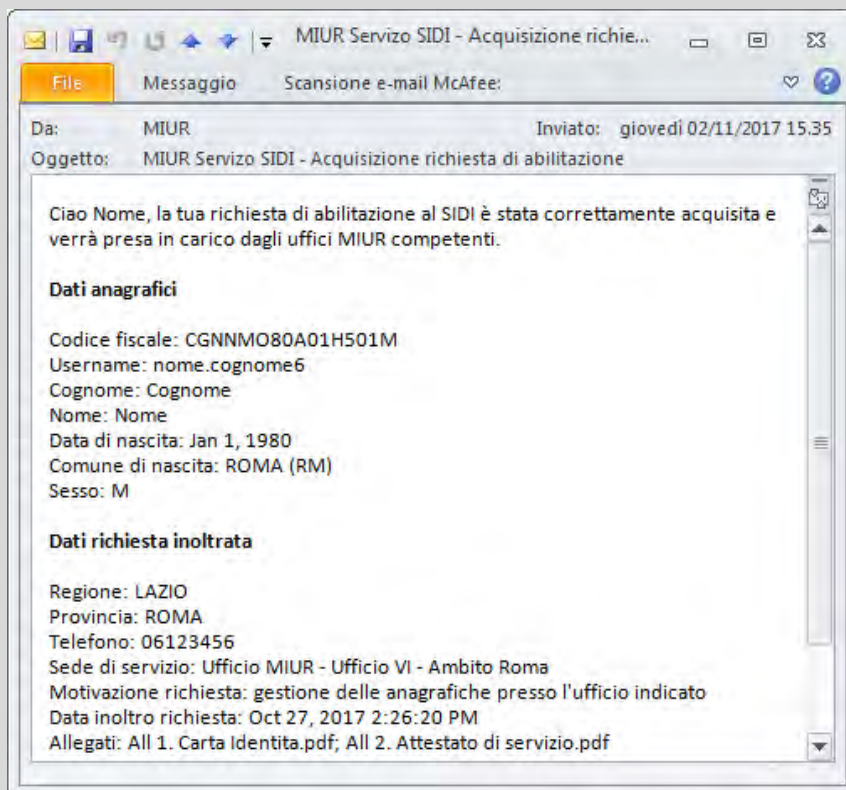 MIUR Servizo SIDI - Acquisizione richie...
File Messaggio Scansione e-mail McAfee:
Da: MIUR Inviato: giovedì 02/11/2017 15.35
Oggetto: MIUR Servizo SIDI - Acquisizione richiesta di abilitazione
Ciao Nome, la tua richiesta di abilitazione al SIDI è stata correttamente acquisita e
verrà presa in carico dagli uffici MIUR competenti.
Dati anagrafici
Codice fiscale: CGNNMO80A01H501M
Username: nome.cognome6
Cognome: Cognome
Nome: Nome
Data di nascita: Jan 1, 1980
Comune di nascita: ROMA (RM)
Sesso: M
Dati richiesta inoltrata
Regione: LAZIO
Provincia: ROMA
Telefono: 06123456
Sede di servizio: Ufficio MIUR - Ufficio VI - Ambito Roma
Motivazione richiesta: gestione delle anagrafiche presso l'ufficio indicato
Data inoltro richiesta: Oct 27, 2017 2:26:20 PM
Allegati: All 1. Carta Identita.pdf; All 2. Attestato di servizio.pdf